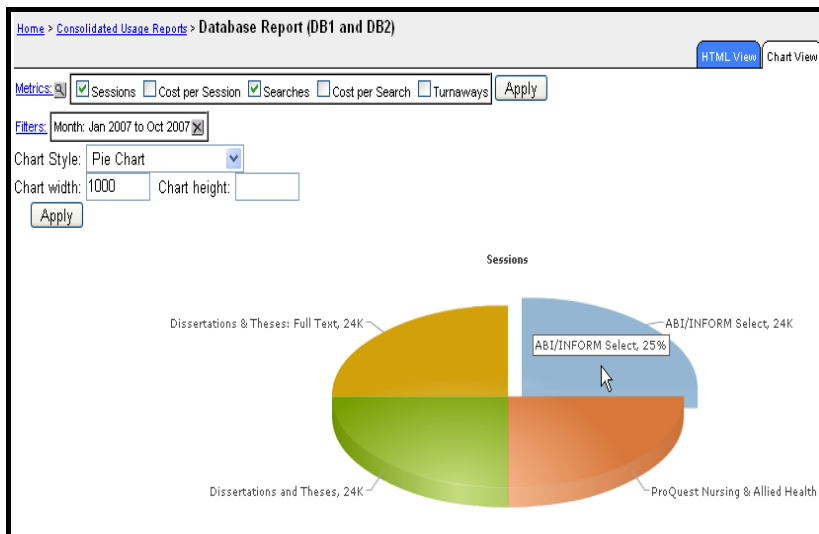 Home > Consolidated Usage Reports > Database Report (DB1 and DB2)
HTML View Chart View
Metrics: Sessions Cost per Session Searches Cost per Search Turnaways Apply
Filters: Month: Jan 2007 to Oct 2007
Chart Style: Pie Chart
Chart width: 1000 Chart height:
Apply
Sessions
Dissertations & Theses: Full Text, 24K
ABI/INFORM Select, 24K
ABI/INFORM Select, 25%
Dissertations and Theses, 24K
ProQuest Nursing & Allied Health